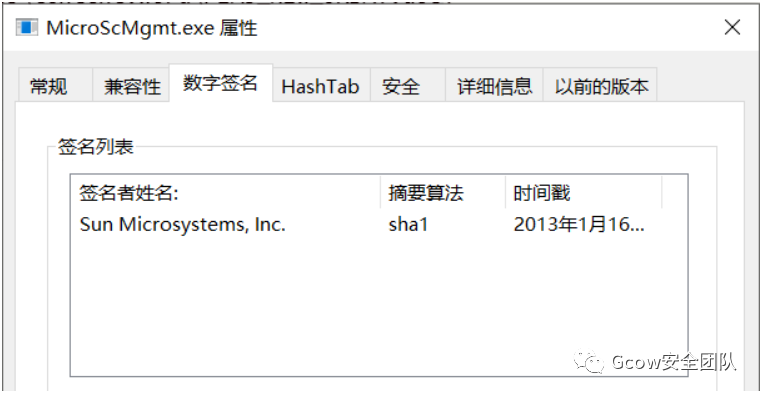 MicroScMgmt.exe 属性
常规 兼容性 数字签名 HashTab 安全 详细信息 以前的版本
签名列表
签名者姓名: 摘要算法 时间戳
Sun Microsystems, Inc. sha1 2013年1月16...
Gcow安全团队